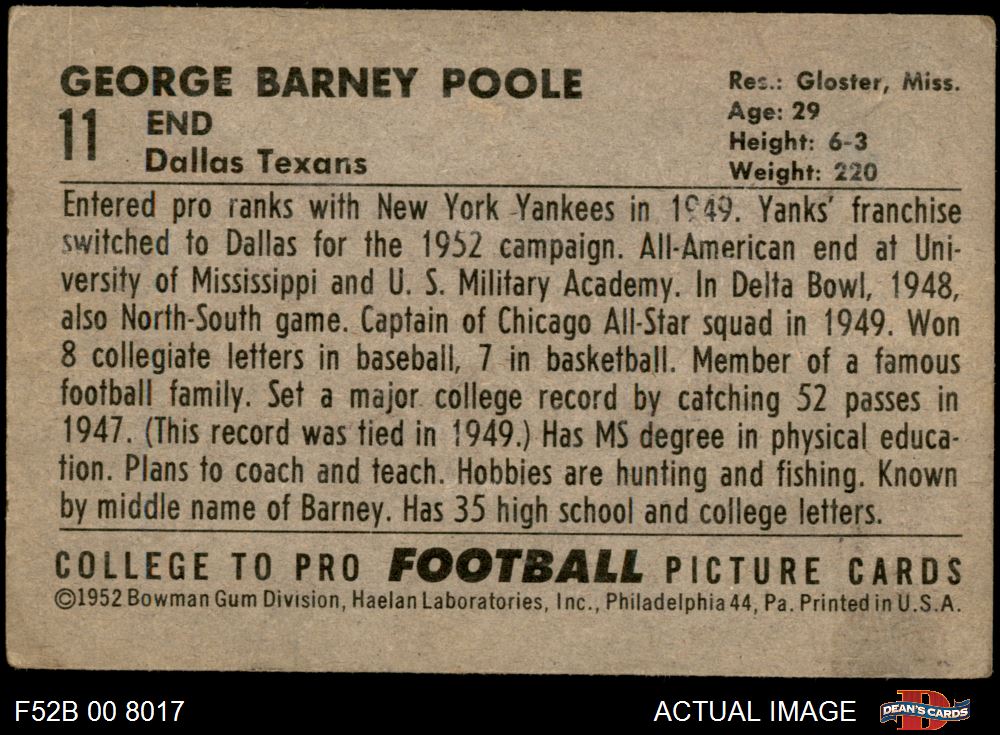 GEORGE BARNEY POOLE
11 END
Dallas Texans
Res.: Gloster, Miss.
Age: 29
Height: 6-3
Weight: 220
Entered pro ranks with New York Yankees in 1949. Yanks' franchise
switched to Dallas for the 1952 campaign. All-American end at Uni-
versity of Mississippi and U. S. Military Academy. In Delta Bowl, 1948,
also North-South game. Captain of Chicago All-Star squad in 1949. Won
8 collegiate letters in baseball, 7 in basketball. Member of a famous
football family. Set a major college record by catching 52 passes in
1947. (This record was tied in 1949.) Has MS degree in physical educa-
tion. Plans to coach and teach. Hobbies are hunting and fishing. Known
by middle name of Barney. Has 35 high school and college letters.
COLLEGE TO PRO FOOTBALL PICTURE CARDS
©1952 Bowman Gum Division, Haelan Laboratories, Inc., Philadelphia 44, Pa. Printed in U.S.A.
F52B 00 8017
ACTUAL IMAGE
D
DEAN'S CARDS